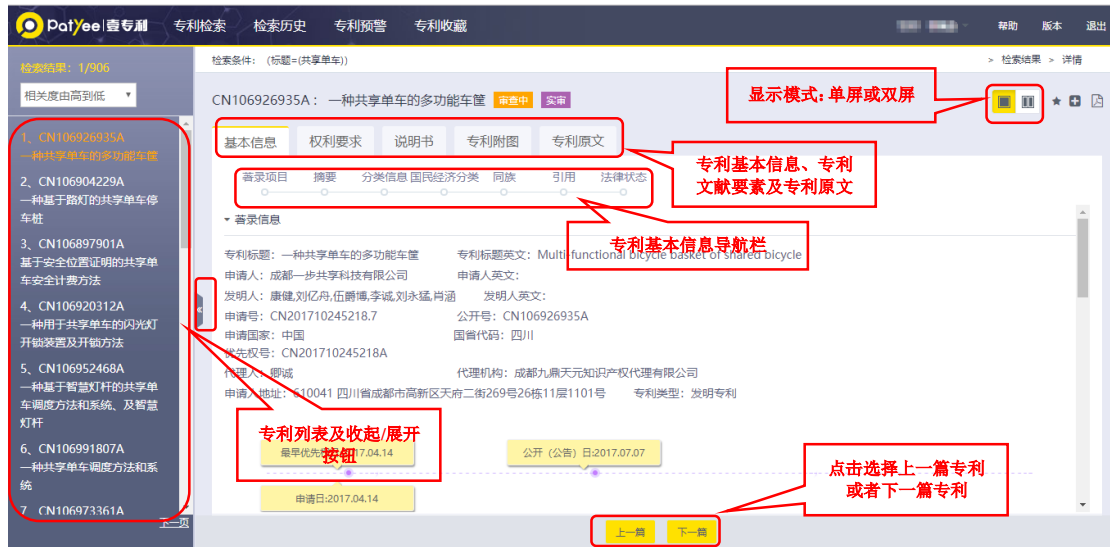 PatYee 壹专利 专利检索 检索历史 专利预警 专利收藏 帮助 版本 退出
检索结果：1/906
检索条件： (标题=(共享单车)) > 检索结果 > 详情
相关度由高到低
CN106926935A： 一种共享单车的多功能车筐 审查中 实审
显示模式: 单屏或双屏
基本信息 权利要求 说明书 专利附图 专利原文
专利基本信息、专利
文献要素及专利原文
著录项目 摘要 分类信息 国民经济分类 同族 引用 法律状态
专利基本信息导航栏
1、CN106926935A
一种共享单车的多功能车筐
2、CN106904229A
一种基于路灯的共享单车停
车桩
3、CN106897901A
基于安全位置证明的共享单
车安全计费方法
4、CN106920312A
一种用于共享单车的闪光灯
开锁装置及开锁方法
5、CN106952468A
一种基于智慧灯杆的共享单
车调度方法和系统、及智慧
灯杆
6、CN106991807A
一种共享单车调度方法和系
统
7、CN106973361A
下一页
著录信息
专利标题：一种共享单车的多功能车筐 专利标题英文：Multi-functional bicycle basket of shared bicycle
申请人：成都一步共享科技有限公司 申请人英文：
发明人：康健,刘亿舟,伍爵博,李诚,刘永猛,肖涵 发明人英文：
申请号：CN201710245218.7 公开号：CN106926935A
申请国家：中国 国省代码：四川
优先权号：CN201710245218A
代理人：卿诚 代理机构：成都九鼎天元知识产权代理有限公司
申请人地址：610041 四川省成都市高新区天府二街269号26栋11层1101号 专利类型：发明专利
专利列表及收起/展开
按钮
最早优先 17.04.14
公开（公告）日:2017.07.07
申请日:2017.04.14
点击选择上一篇专利
或者下一篇专利
上一篇 下一篇